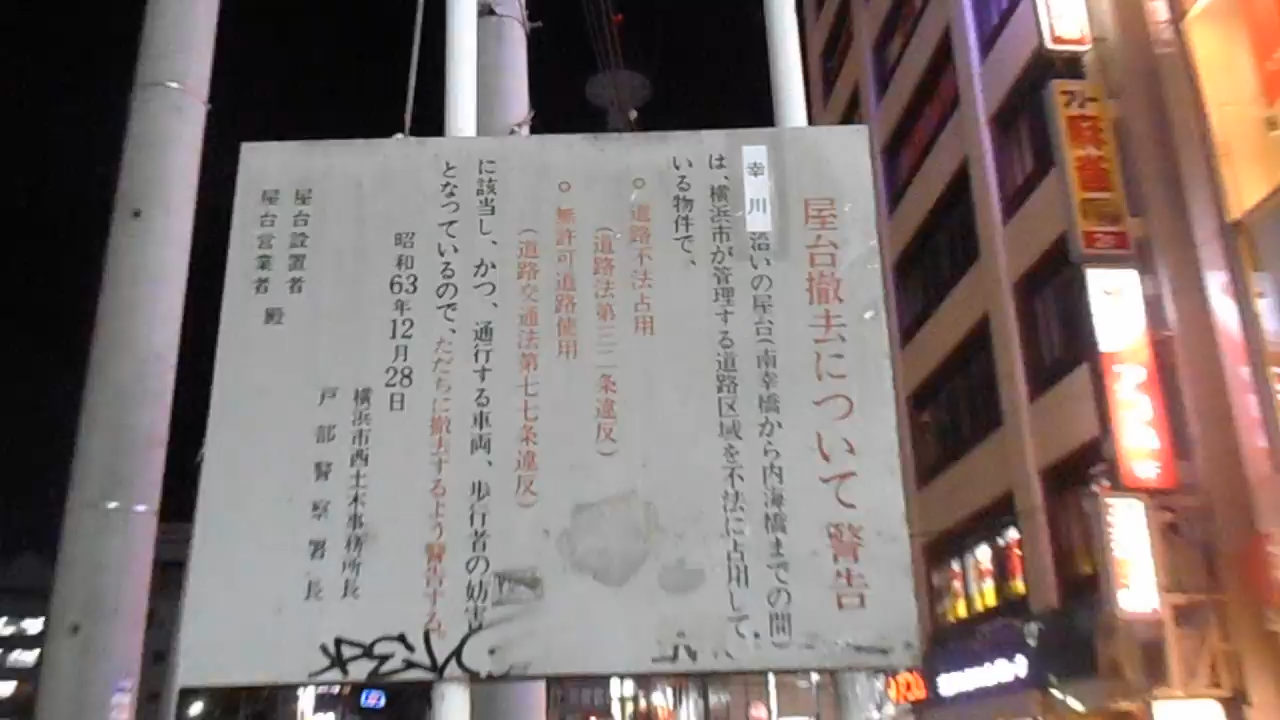 屋台撤去について警告
幸川沿いの屋台(南幸橋から内海橋までの間)
は、横浜市が管理する道路区域を不法に占用して
いる物件で、
○道路不法占用
(道路法第三二条違反)
○無許可道路使用
(道路交通法第七七条違反)
に該当し、かつ、通行する車両、歩行者の妨害
となっているので、ただちに撤去するよう警告する。
昭和63年12月28日
横浜市西土木事務所長
戸部警察署長
屋台設置者
屋台営業者 殿
フリー
麻雀